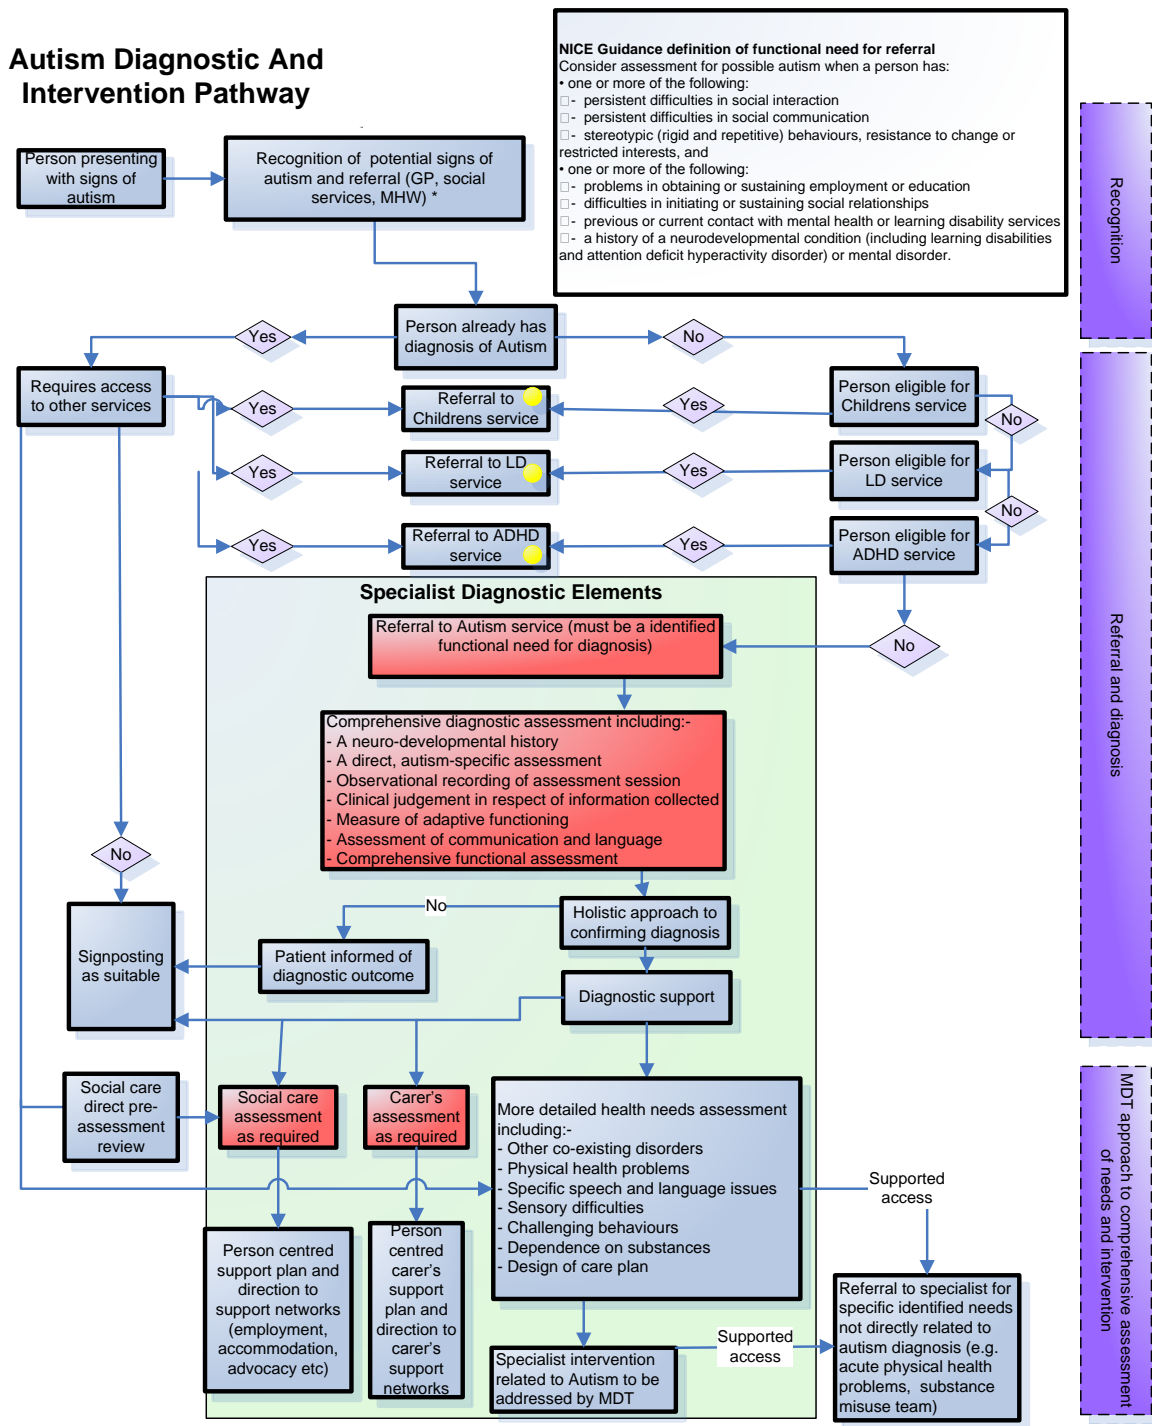 Autism Diagnostic And
Intervention Pathway
NICE Guidance definition of functional need for referral
Consider assessment for possible autism when a person has:
• one or more of the following:
□- persistent difficulties in social interaction
□- persistent difficulties in social communication
□- stereotypic (rigid and repetitive) behaviours, resistance to change or
restricted interests, and
• one or more of the following:
□- problems in obtaining or sustaining employment or education
□- difficulties in initiating or sustaining social relationships
□- previous or current contact with mental health or learning disability services
□- a history of a neurodevelopmental condition (including learning disabilities
and attention deficit hyperactivity disorder) or mental disorder.
Recognition
Person presenting
with signs of
autism
Recognition of potential signs of
autism and referral (GP, social
services, MHW) *
Person already has
diagnosis of Autism
Yes
No
Requires access
to other services
Yes
Referral to
Childrens service
Yes
Person eligible for
Childrens service
No
Yes
Referral to LD
service
Yes
Person eligible for
LD service
No
Yes
Referral to ADHD
service
Yes
Person eligible for
ADHD service
No
Referral and diagnosis
Specialist Diagnostic Elements
Referral to Autism service (must be a identified
functional need for diagnosis)
Comprehensive diagnostic assessment including:-
- A neuro-developmental history
- A direct, autism-specific assessment
- Observational recording of assessment session
- Clinical judgement in respect of information collected
- Measure of adaptive functioning
- Assessment of communication and language
- Comprehensive functional assessment
No
No
Holistic approach to
confirming diagnosis
Signposting
as suitable
Patient informed of
diagnostic outcome
Diagnostic support
Social care
direct pre-
assessment
review
Social care
assessment
as required
Carer's
assessment
as required
More detailed health needs assessment
including:-
- Other co-existing disorders
- Physical health problems
- Specific speech and language issues
- Sensory difficulties
- Challenging behaviours
- Dependence on substances
- Design of care plan
Supported
access
MDT approach to comprehensive assessment
of needs and intervention
Person centred
support plan and
direction to
support networks
(employment,
accommodation,
advocacy etc)
Person
centred
carer's
support
plan and
direction to
carer's
support
networks
Specialist intervention
related to Autism to be
addressed by MDT
Supported
access
Referral to specialist for
specific identified needs
not directly related to
autism diagnosis (e.g.
acute physical health
problems, substance
misuse team)